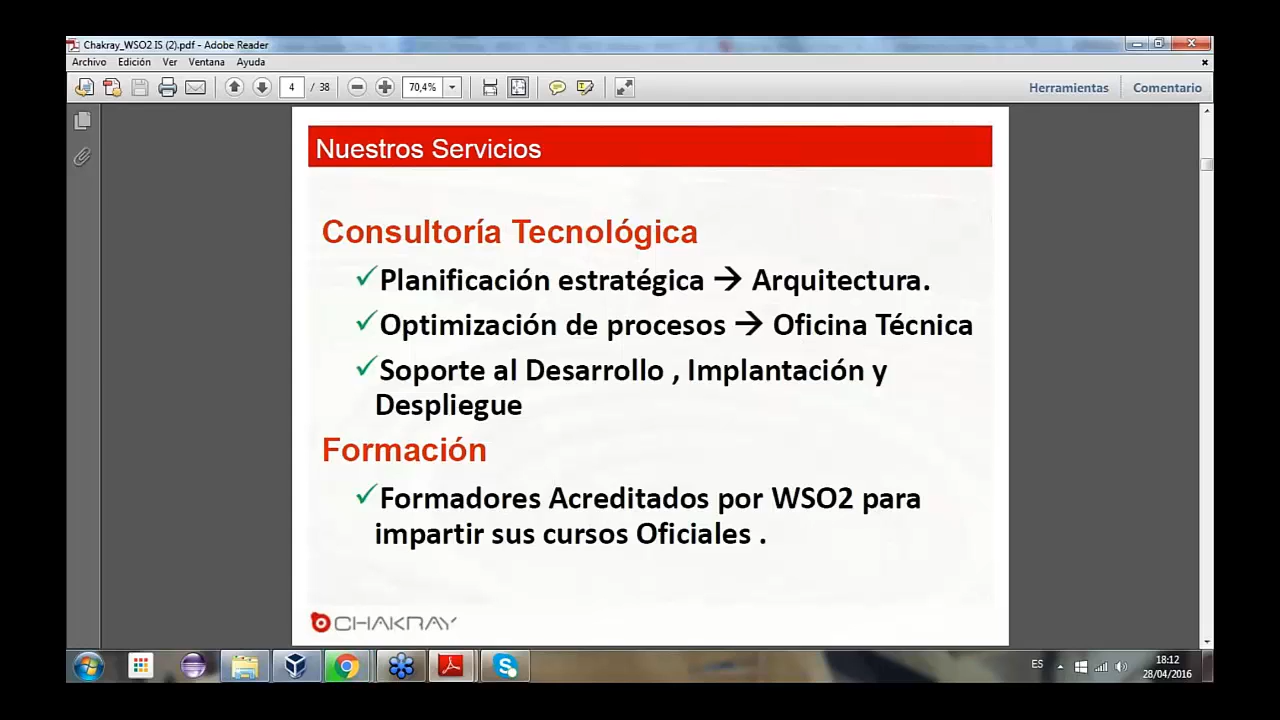 Chakray_WSO2 IS (2).pdf - Adobe Reader
Archivo Edición Ver Ventana Ayuda
4 / 38 70,4% Herramientas Comentario
Nuestros Servicios
Consultoría Tecnológica
✓Planificación estratégica → Arquitectura.
✓Optimización de procesos → Oficina Técnica
✓Soporte al Desarrollo , Implantación y
Despliegue
Formación
✓Formadores Acreditados por WSO2 para
impartir sus cursos Oficiales .
CHAKRAY
ES 18:12
28/04/2016